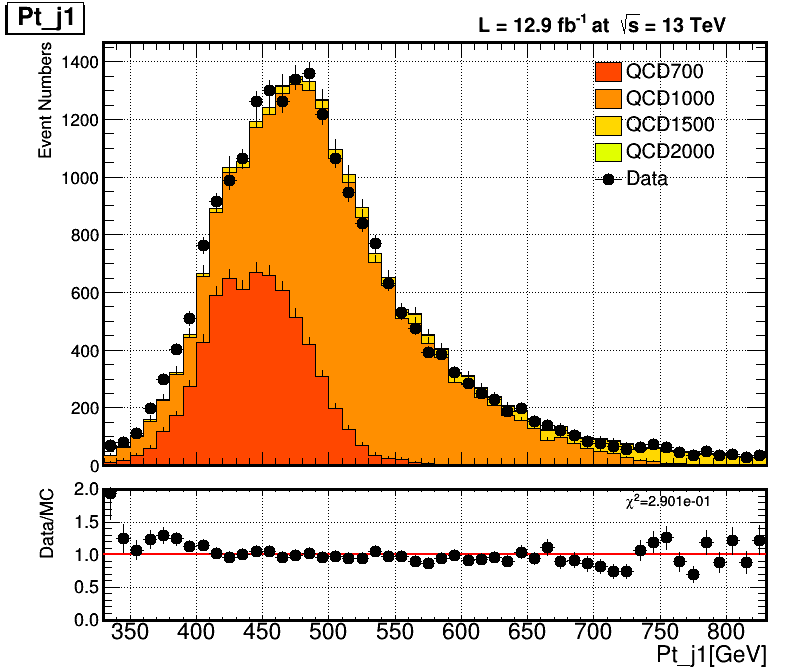 Pt_j1
L = 12.9 fb⁻¹ at √s = 13 TeV
Event Numbers
1400
1200
1000
800
600
400
200
0
QCD700
QCD1000
QCD1500
QCD2000
Data
Data/MC
2.0
1.5
1.0
0.5
0.0
χ²=2.901e-01
350 400 450 500 550 600 650 700 750 800
Pt_j1[GeV]